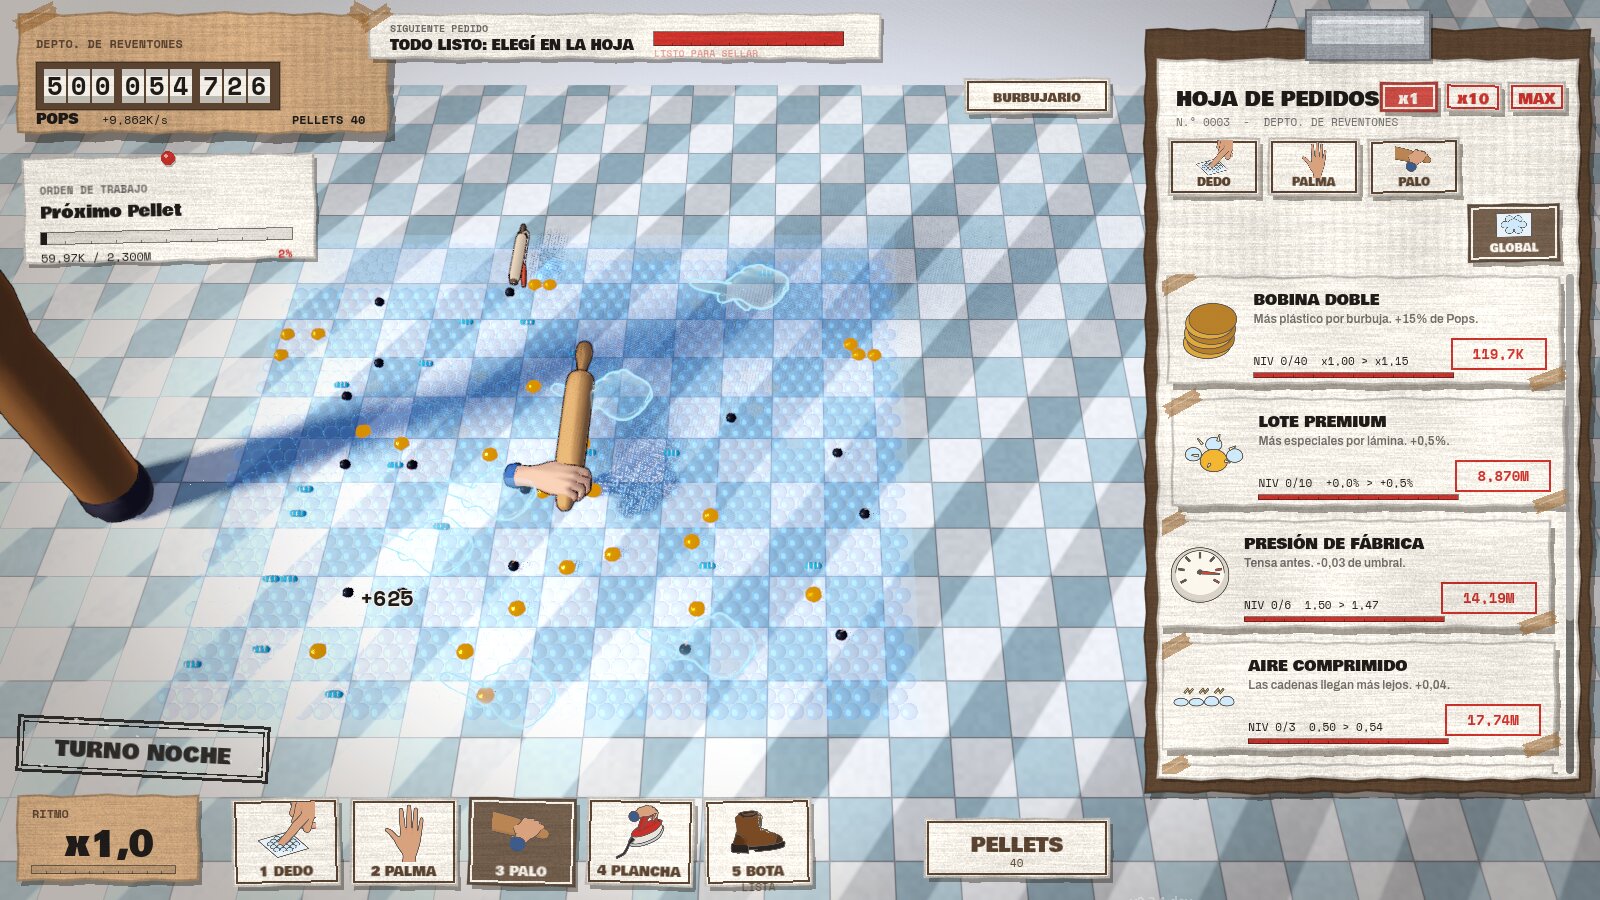 DEPTO. DE REVENTONES
500 054 726
POPS +9,862K/s PELLETS 40
SIGUIENTE PEDIDO
TODO LISTO: ELEGÍ EN LA HOJA
LISTO PARA SELLAR
ORDEN DE TRABAJO
Próximo Pellet
59,97K / 2,300M 2%
BURBUJARIO
HOJA DE PEDIDOS x1 x10 MAX
N.° 0003 - DEPTO. DE REVENTONES
DEDO PALMA PALO
GLOBAL
BOBINA DOBLE
Más plástico por burbuja. +15% de Pops.
NIV 0/40 x1,00 > x1,15 119,7K
LOTE PREMIUM
Más especiales por lámina. +0,5%.
NIV 0/10 +0,0% > +0,5% 8,870M
PRESIÓN DE FÁBRICA
Tensa antes. -0,03 de umbral.
NIV 0/6 1,50 > 1,47 14,19M
AIRE COMPRIMIDO
Las cadenas llegan más lejos. +0,04.
NIV 0/3 0,50 > 0,54 17,74M
+625
TURNO NOCHE
RITMO
x1,0
1 DEDO 2 PALMA 3 PALO 4 PLANCHA 5 BOTA
LISTA
PELLETS
40